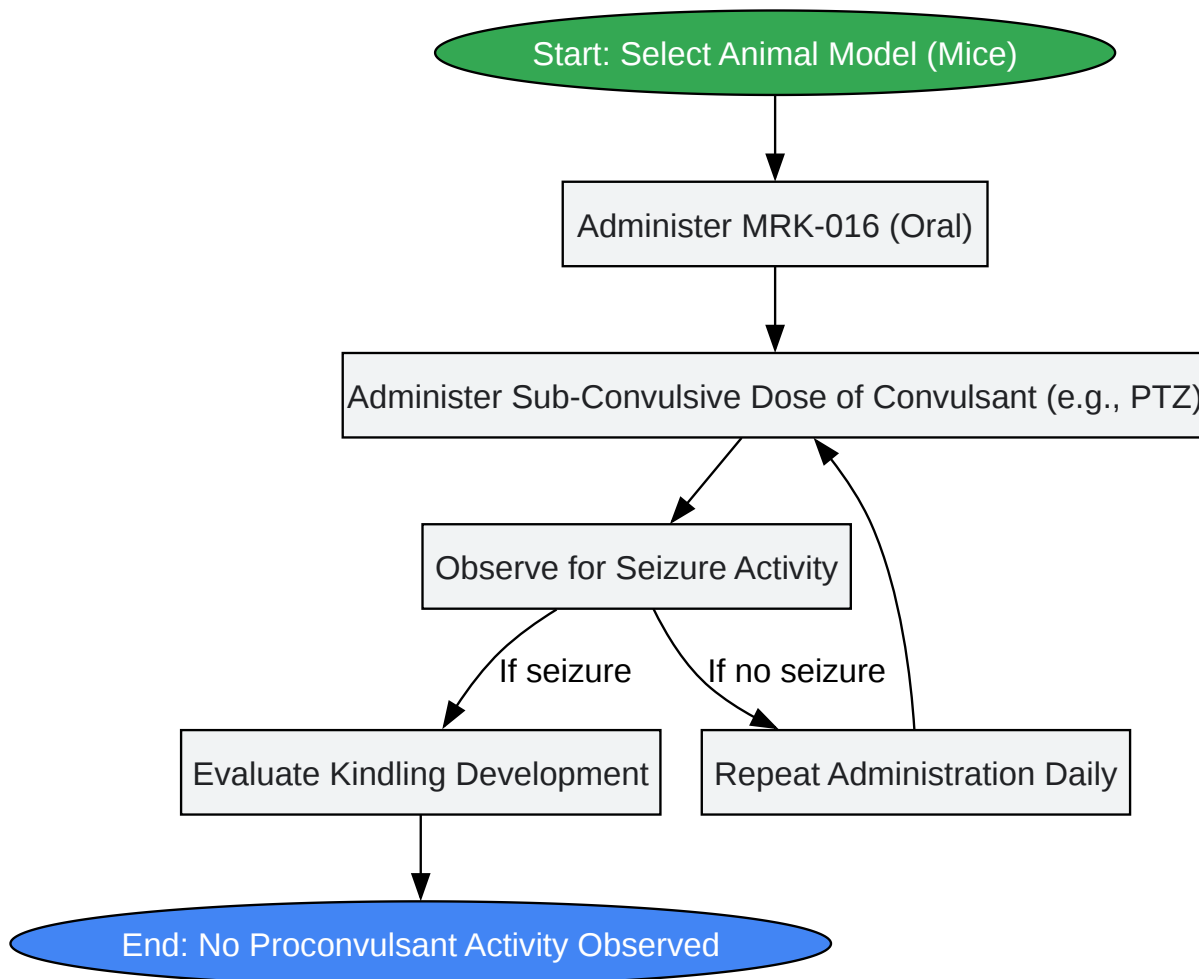 Start: Select Animal Model (Mice)
Administer MRK-016 (Oral)
Administer Sub-Convulsive Dose of Convulsant (e.g., PTZ)
Observe for Seizure Activity
If seizure
If no seizure
Evaluate Kindling Development
Repeat Administration Daily
End: No Proconvulsant Activity Observed